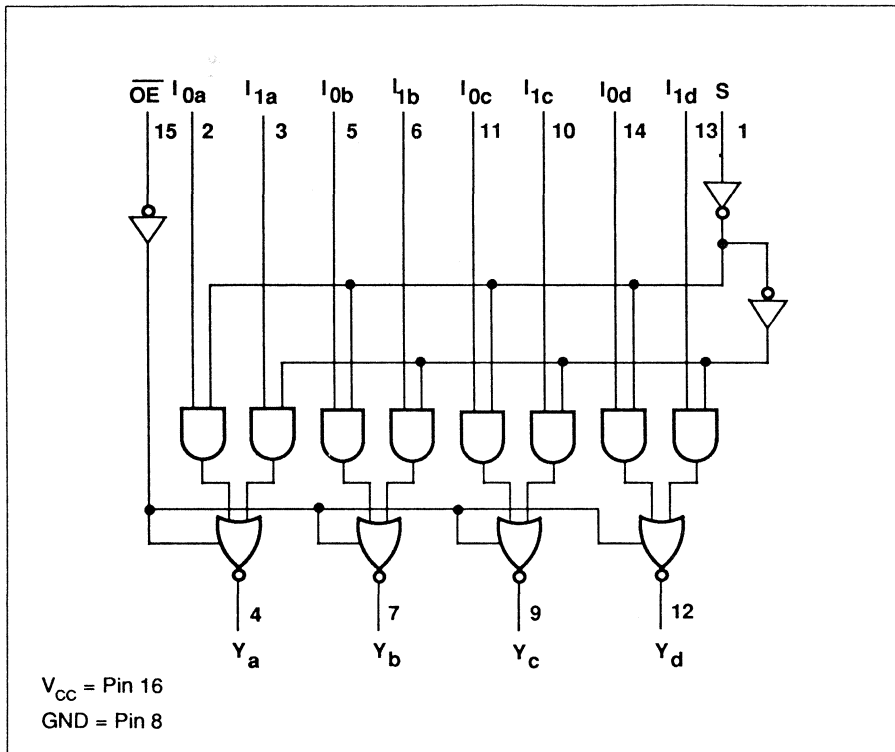 OE I0a I1a I0b I1b I0c I1c I0d I1d S
15 2 3 5 6 11 10 14 13 1
4 7 9 12
Ya Yb Yc Yd
VCC = Pin 16
GND = Pin 8